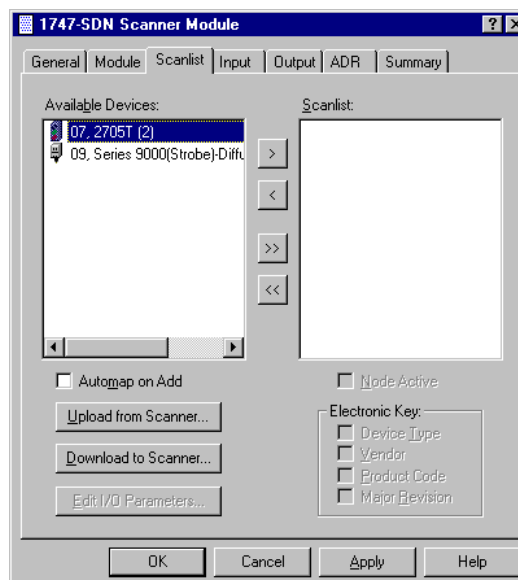 1747-SDN Scanner Module
General Module Scanlist Input Output ADR Summary
Available Devices:
Scanlist:
07, 2705T (2)
09, Series 9000(Strobe)-Diffu
>
<
>>
<<
Automap on Add
Node Active
Upload from Scanner...
Download to Scanner...
Edit I/O Parameters...
Electronic Key:
Device Type
Vendor
Product Code
Major Revision
OK Cancel Apply Help